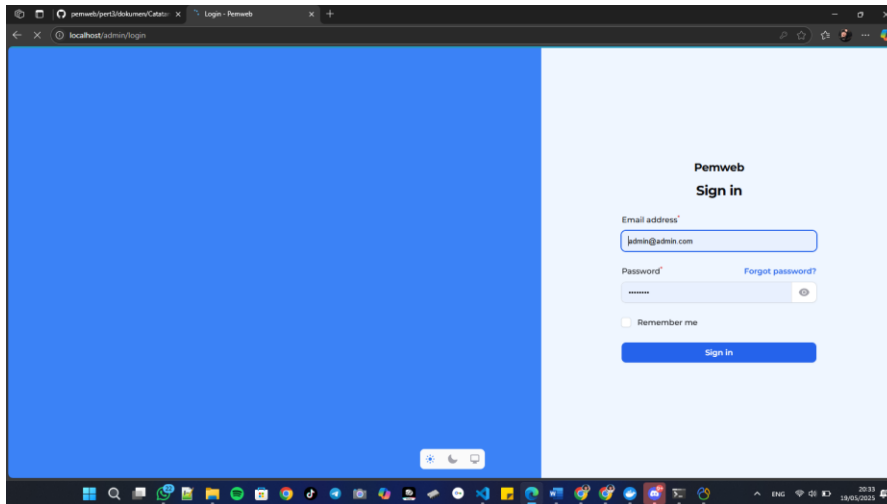 pemweb/pert3/dokumen/Catata
Login - Pemweb
localhost/admin/login
Pemweb
Sign in
Email address*
admin@admin.com
Password*
Forgot password?
Remember me
Sign in
ENG
20:33
19/05/2025